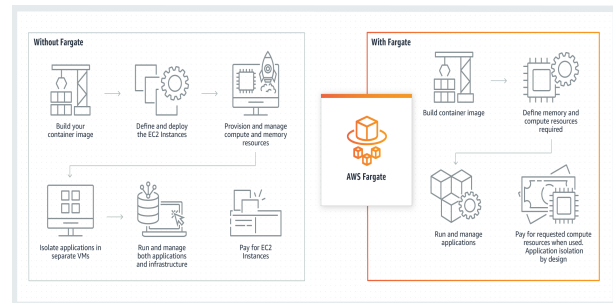 Without Fargate
Build your
container image
Define and deploy
the EC2 Instances
Provision and manage
compute and memory
resources
Isolate applications in
separate VMs
Run and manage
both applications
and infrastructure
Pay for EC2
Instances
AWS Fargate
With Fargate
Build container image
Define memory and
compute resources
required
Run and manage
applications
Pay for requested compute
resources when used.
Application isolation
by design